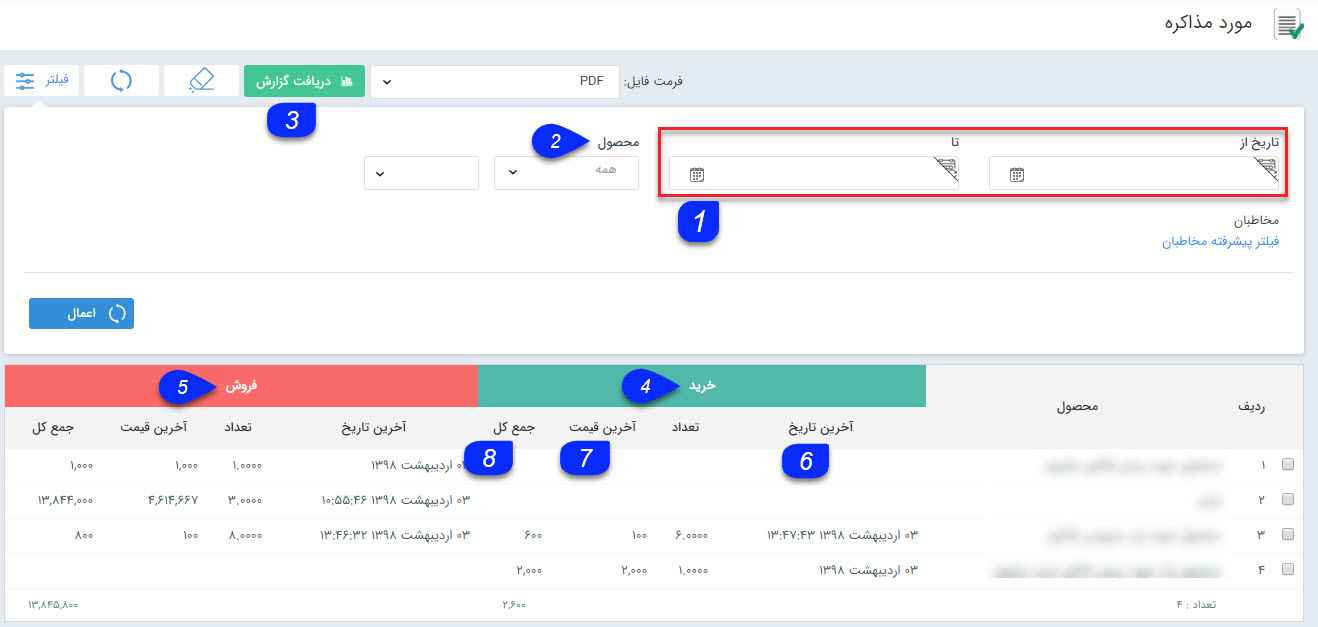 مورد مذاکره
فرمت فایل: PDF دریافت گزارش فیلتر
3
تاریخ از تا محصول 2
همه
1
مخاطبان
فیلتر پیشرفته مخاطبان
اعمال
ردیف محصول خرید 4 فروش 5
آخرین تاریخ تعداد آخرین قیمت جمع کل آخرین تاریخ تعداد آخرین قیمت جمع کل
6 7 8
۱ اردیبهشت ۱۳۹۸ ۱.۰۰۰۰ ۱,۰۰۰ ۱,۰۰۰
۲ ۰۳ اردیبهشت ۱۳۹۸ ۱۰:۵۵:۴۶ ۳.۰۰۰۰ ۴,۶۱۴,۶۶۷ ۱۳,۸۴۴,۰۰۰
۳ ۰۳ اردیبهشت ۱۳۹۸ ۱۳:۴۷:۴۳ ۶.۰۰۰۰ ۱۰۰ ۶۰۰ ۰۳ اردیبهشت ۱۳۹۸ ۱۳:۴۶:۳۲ ۸.۰۰۰۰ ۱۰۰ ۸۰۰
۴ ۰۳ اردیبهشت ۱۳۹۸ ۱.۰۰۰۰ ۲,۰۰۰ ۲,۰۰۰
تعداد : ۴ ۲,۶۰۰ ۱۳,۸۴۵,۸۰۰